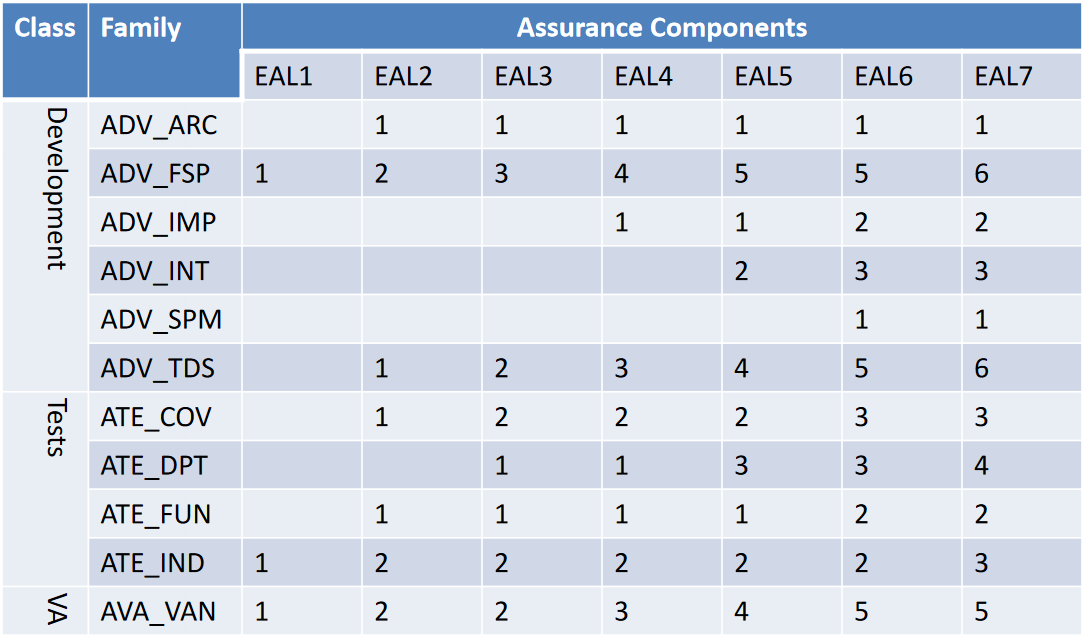 Class Family Assurance Components
EAL1 EAL2 EAL3 EAL4 EAL5 EAL6 EAL7
Development
ADV_ARC 1 1 1 1 1 1
ADV_FSP 1 2 3 4 5 5 6
ADV_IMP 1 1 2 2
ADV_INT 2 3 3
ADV_SPM 1 1
ADV_TDS 1 2 3 4 5 6
Tests
ATE_COV 1 2 2 2 3 3
ATE_DPT 1 1 3 3 4
ATE_FUN 1 1 1 1 2 2
ATE_IND 1 2 2 2 2 2 3
VA
AVA_VAN 1 2 2 3 4 5 5